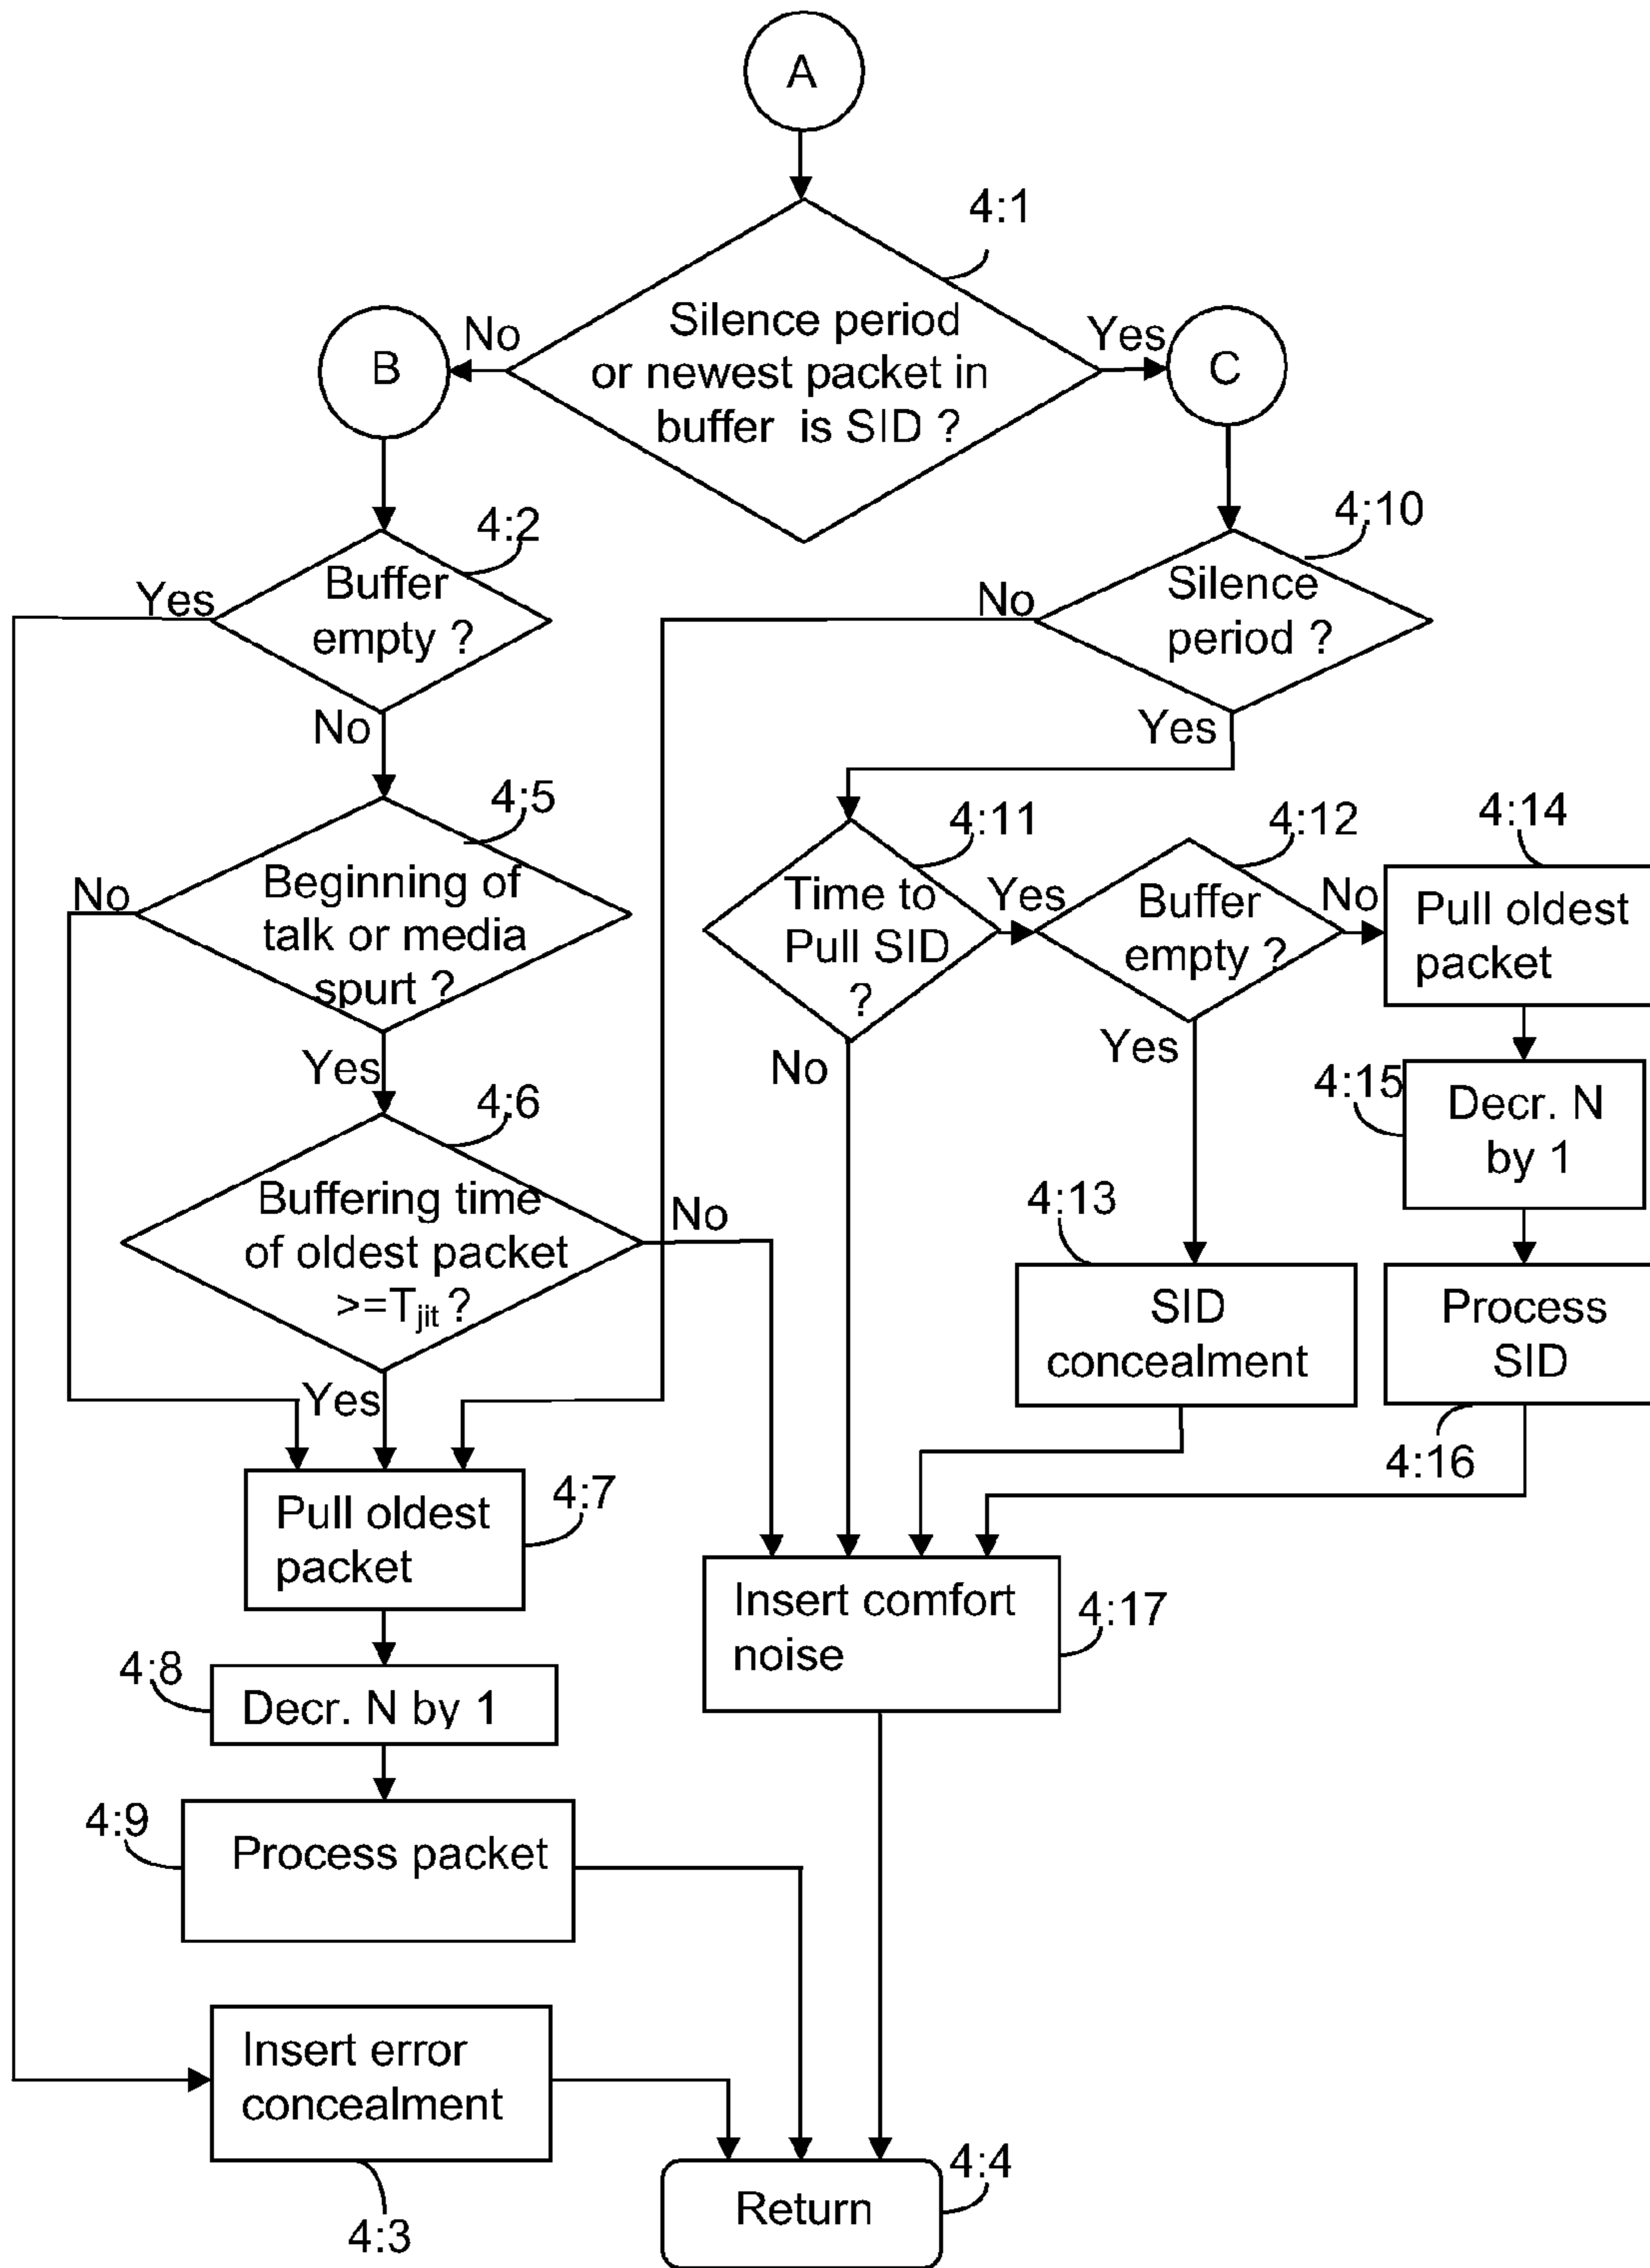 A
4:1
Silence period
or newest packet in
buffer is SID ?
No
Yes
B
C
4:2
Buffer
empty ?
Yes
No
4:10
Silence
period ?
No
Yes
4:5
Beginning of
talk or media
spurt ?
No
Yes
4:11
Time to
Pull SID
?
Yes
No
4:12
Buffer
empty ?
No
Yes
4:14
Pull oldest
packet
4:15
Decr. N
by 1
4:6
Buffering time
of oldest packet
>=Tjit ?
No
Yes
4:13
SID
concealment
Process
SID
4:16
4:7
Pull oldest
packet
Insert comfort
noise
4:17
4:8
Decr. N by 1
4:9
Process packet
Insert error
concealment
4:3
Return
4:4